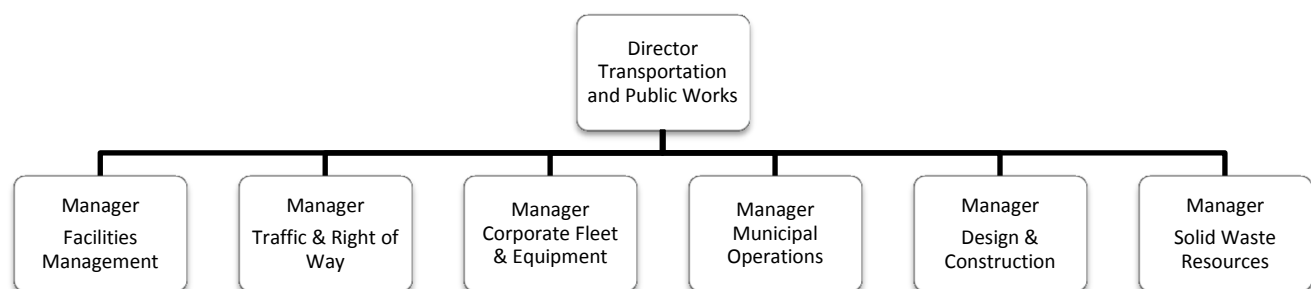 Director
Transportation
and Public Works
Manager
Facilities
Management
Manager
Traffic & Right of
Way
Manager
Corporate Fleet
& Equipment
Manager
Municipal
Operations
Manager
Design &
Construction
Manager
Solid Waste
Resources